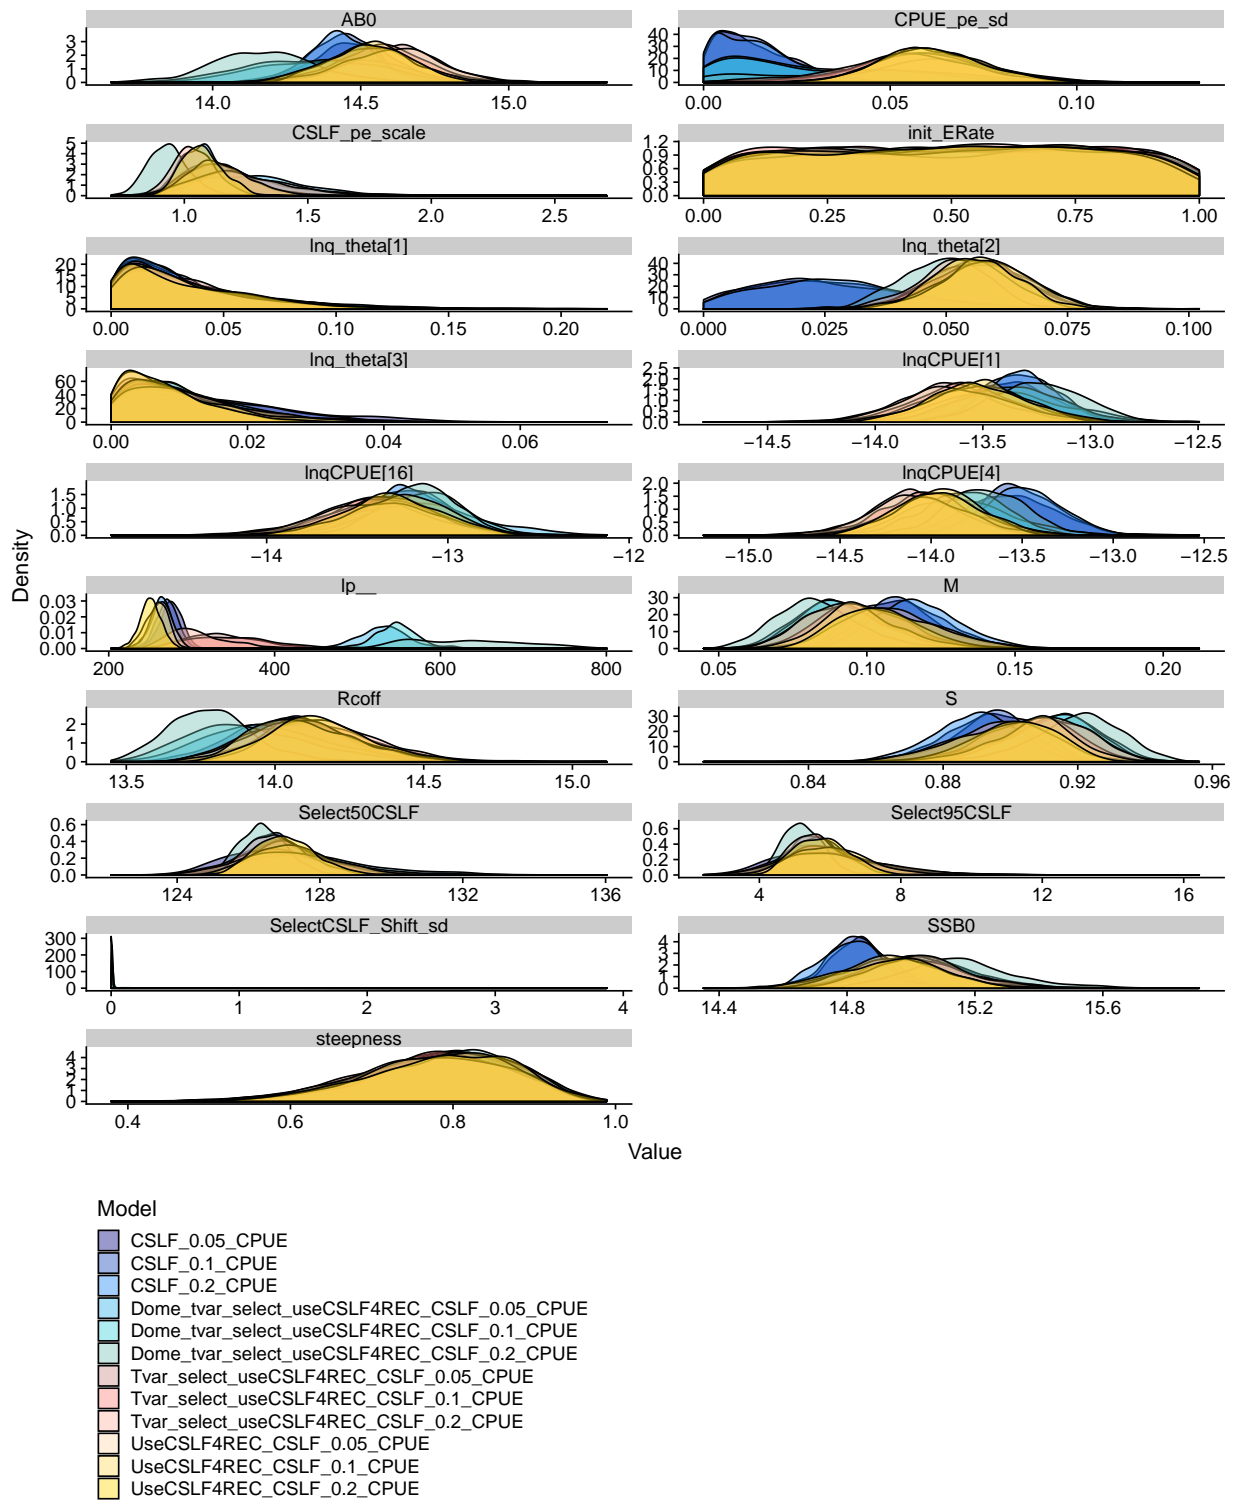 AB0
CPUE_pe_sd
0 1 2 3
14.0 14.5 15.0
0 10 20 30 40
0.00 0.05 0.10
CSLF_pe_scale
init_ERate
0 1 2 3 4 5
1.0 1.5 2.0 2.5
0.0 0.3 0.6 0.9 1.2
0.00 0.25 0.50 0.75 1.00
lnq_theta[1]
lnq_theta[2]
0 5 10 15 20
0.00 0.05 0.10 0.15 0.20
0 10 20 30 40
0.000 0.025 0.050 0.075 0.100
lnq_theta[3]
lnqCPUE[1]
0 20 40 60
0.00 0.02 0.04 0.06
0.0 0.5 1.0 1.5 2.0 2.5
−14.5 −14.0 −13.5 −13.0 −12.5
lnqCPUE[16]
lnqCPUE[4]
0.0 0.5 1.0 1.5
−14 −13 −12
0.0 0.5 1.0 1.5 2.0
−15.0 −14.5 −14.0 −13.5 −13.0 −12.5
lp__
M
0.00 0.01 0.02 0.03
200 400 600 800
0 10 20 30
0.05 0.10 0.15 0.20
Rcoff
S
0 1 2
13.5 14.0 14.5 15.0
0 10 20 30
0.84 0.88 0.92 0.96
Select50CSLF
Select95CSLF
0.0 0.2 0.4 0.6
124 128 132 136
0.0 0.2 0.4 0.6
4 8 12 16
SelectCSLF_Shift_sd
SSB0
0 100 200 300
0 1 2 3 4
0 1 2 3 4
14.4 14.8 15.2 15.6
steepness
0 1 2 3 4
0.4 0.6 0.8 1.0
Density
Value
Model
CSLF_0.05_CPUE
CSLF_0.1_CPUE
CSLF_0.2_CPUE
Dome_tvar_select_useCSLF4REC_CSLF_0.05_CPUE
Dome_tvar_select_useCSLF4REC_CSLF_0.1_CPUE
Dome_tvar_select_useCSLF4REC_CSLF_0.2_CPUE
Tvar_select_useCSLF4REC_CSLF_0.05_CPUE
Tvar_select_useCSLF4REC_CSLF_0.1_CPUE
Tvar_select_useCSLF4REC_CSLF_0.2_CPUE
UseCSLF4REC_CSLF_0.05_CPUE
UseCSLF4REC_CSLF_0.1_CPUE
UseCSLF4REC_CSLF_0.2_CPUE